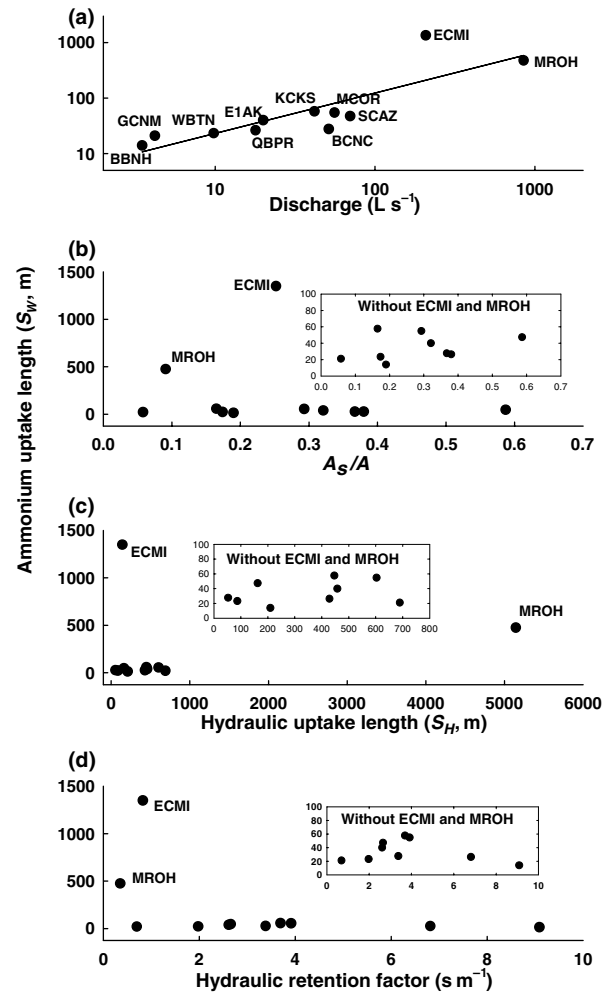 (a)
1000
100
10
ECMI
MROH
KCKS
MCOR
SCAZ
BCNC
E1AK
QBPR
WBTN
GCNM
BBNH
10
100
1000
Discharge (L s⁻¹)
Ammonium uptake length (S_W, m)
(b)
1500
1000
500
0
ECMI
MROH
Without ECMI and MROH
100
80
60
40
20
0
0.0 0.1 0.2 0.3 0.4 0.5 0.6 0.7
0.0 0.1 0.2 0.3 0.4 0.5 0.6 0.7
A_S/A
(c)
1500
1000
500
0
ECMI
MROH
Without ECMI and MROH
100
80
60
40
20
0
0 100 200 300 400 500 600 700 800
0 1000 2000 3000 4000 5000 6000
Hydraulic uptake length (S_H, m)
(d)
1500
1000
500
0
ECMI
MROH
Without ECMI and MROH
100
80
60
40
20
0
0 2 4 6 8 10
0 2 4 6 8 10
Hydraulic retention factor (s m⁻¹)